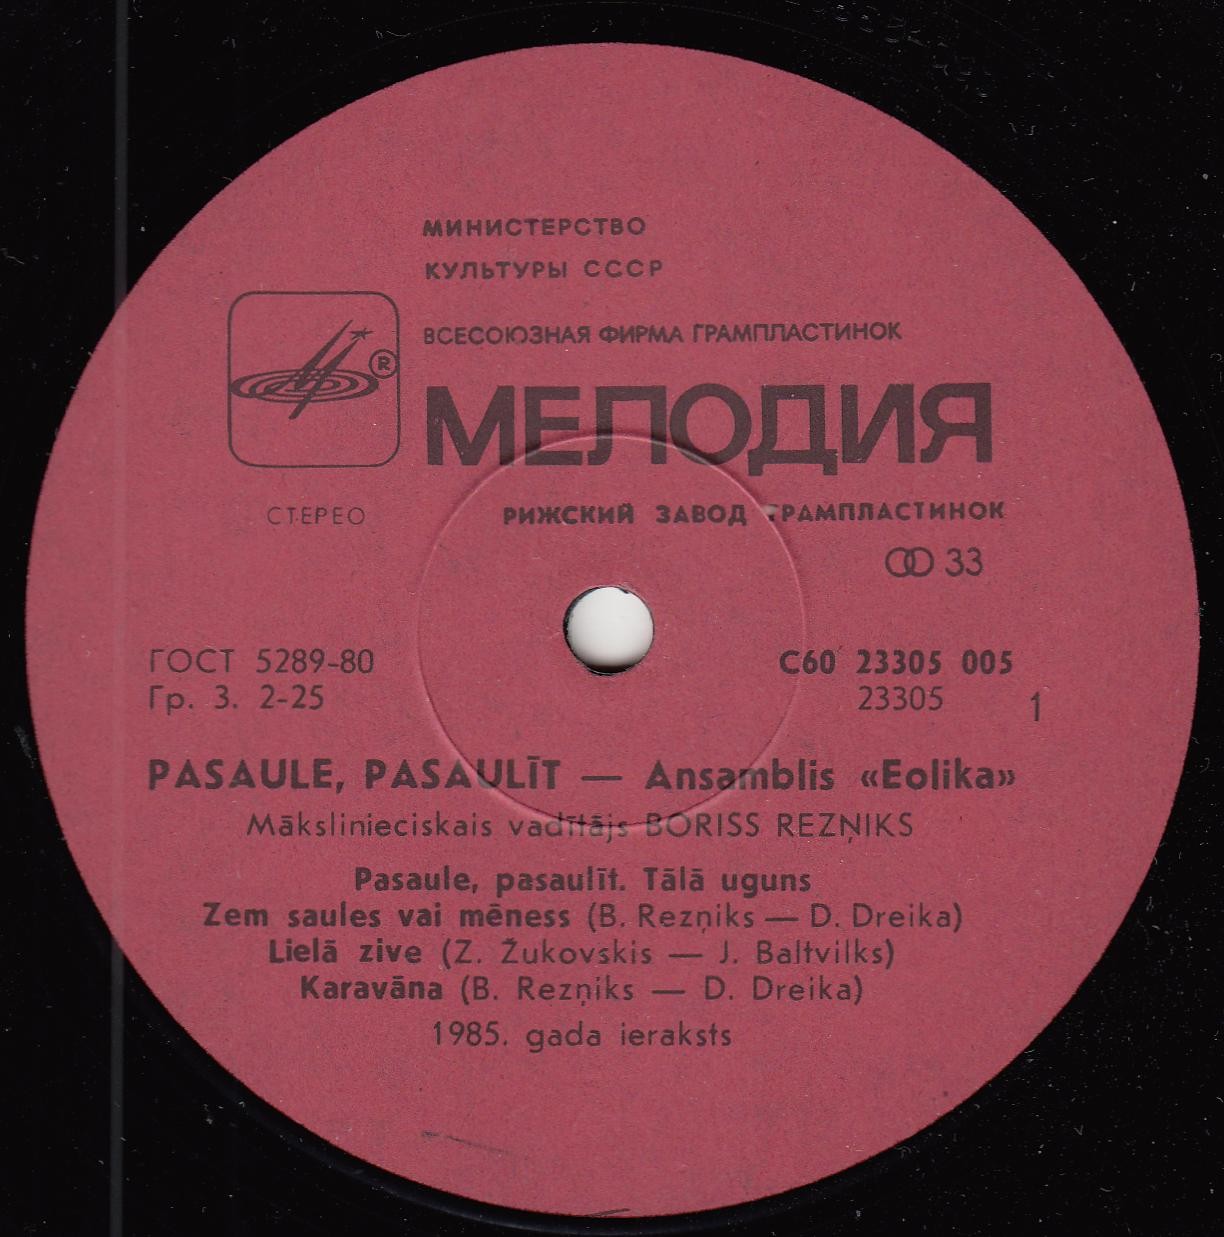 МИНИСТЕРСТВО
КУЛЬТУРЫ СССР
ВСЕСОЮЗНАЯ ФИРМА ГРАМПЛАСТИНОК
®
МЕЛОДИЯ
СТЕРЕО
РИЖСКИЙ ЗАВОД ГРАМПЛАСТИНОК
33
ГОСТ 5289-80
С60 23305 005
Гр. 3. 2-25
23305
1
PASAULE, PASAULĪT — Ansamblis «Eolika»
Mākslinieciskais vadītājs BORISS REZŅIKS
Pasaule, pasaulīt. Tālā uguns
Zem saules vai mēness (B. Rezņiks — D. Dreika)
Lielā zive (Z. Žukovskis — J. Baltvilks)
Karavāna (B. Rezņiks — D. Dreika)
1985. gada ieraksts